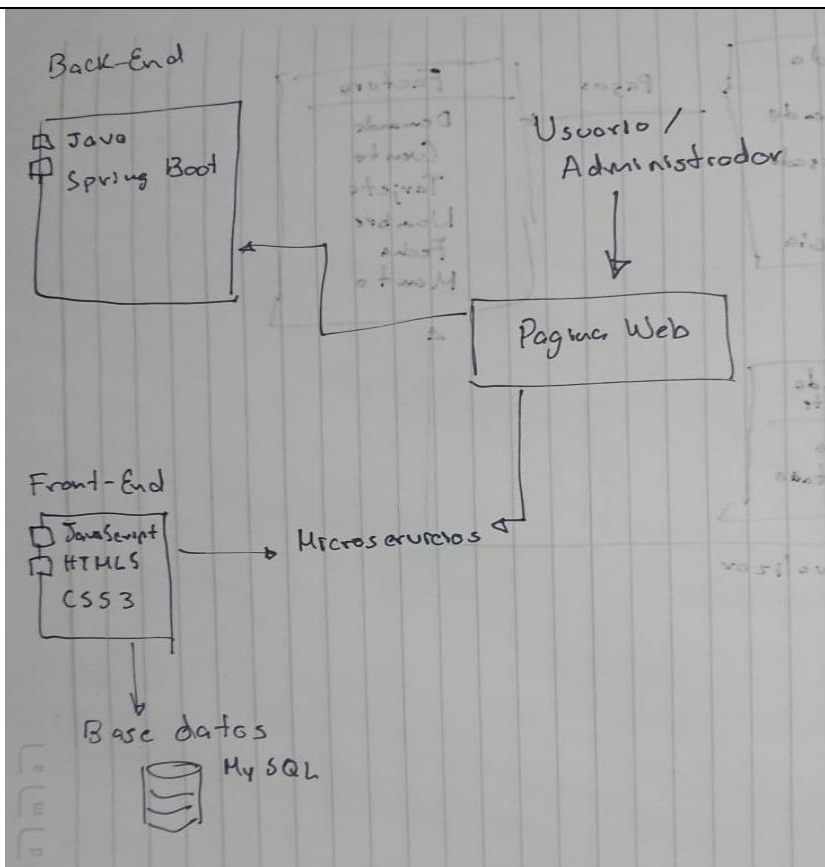 Back-End
Java
Spring Boot
Usuario /
Administrador
Pagina Web
Front-End
JavaScript
HTML5
CSS3
Microservicios
Base datos
My SQL